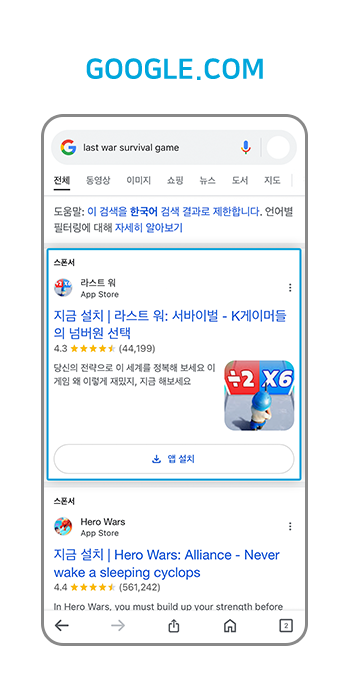 GOOGLE.COM
last war survival game
전체 동영상 이미지 쇼핑 뉴스 도서 지도
도움말: 이 검색을 한국어 검색 결과로 제한합니다. 언어별
필터링에 대해 자세히 알아보기
스폰서
라스트 워
App Store
지금 설치 | 라스트 워: 서바이벌 - K게이머들
의 넘버원 선택
4.3 (44,199)
당신의 전략으로 이 세계를 정복해 보세요 이
게임 왜 이렇게 재밌지, 지금 해보세요
÷2 X6
앱 설치
스폰서
Hero Wars
App Store
지금 설치 | Hero Wars: Alliance - Never
wake a sleeping cyclops
4.4 (561,242)
In Hero Wars, you must build up your strength before
2